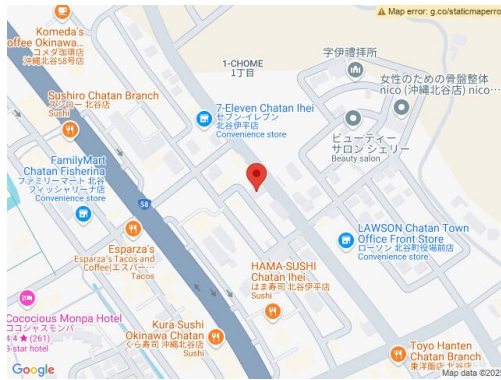 Map error: g.co/staticmaperro
Komeda's
offee Okinawa...
コメダ珈琲店
沖縄北谷58号店
1-CHOME
1丁目
字伊禮拝所
女性のための骨盤整体
nico (沖縄北谷店) nico…
Sushiro Chatan Branch
スシロー 北谷店
Sushi
7-Eleven Chatan Ihei
セブン-イレブン
北谷伊平店
Convenience store
ビューティー
サロン シェリー
Beauty salon
FamilyMart
Chatan Fisherina
ファミリーマート 北谷
フィッシャリーナ店
Convenience store
58
Esparza's
Esparza's Tacos and
Coffee(エスパー…
Tacos
LAWSON Chatan Town
Office Front Store
ローソン 北谷町役場前店
Convenience store
HAMA-SUSHI
Chatan Ihei
はま寿司 北谷伊平店
Sushi
Cococious Monpa Hotel
ココシャスモンパ
4.4 ★ (261)
3-star hotel
Kura Sushi
Okinawa Chatan
くら寿司 沖縄北谷店
Sushi
Toyo Hanten
Chatan Branch
東洋飯店 北谷店
Google
Map data ©2025